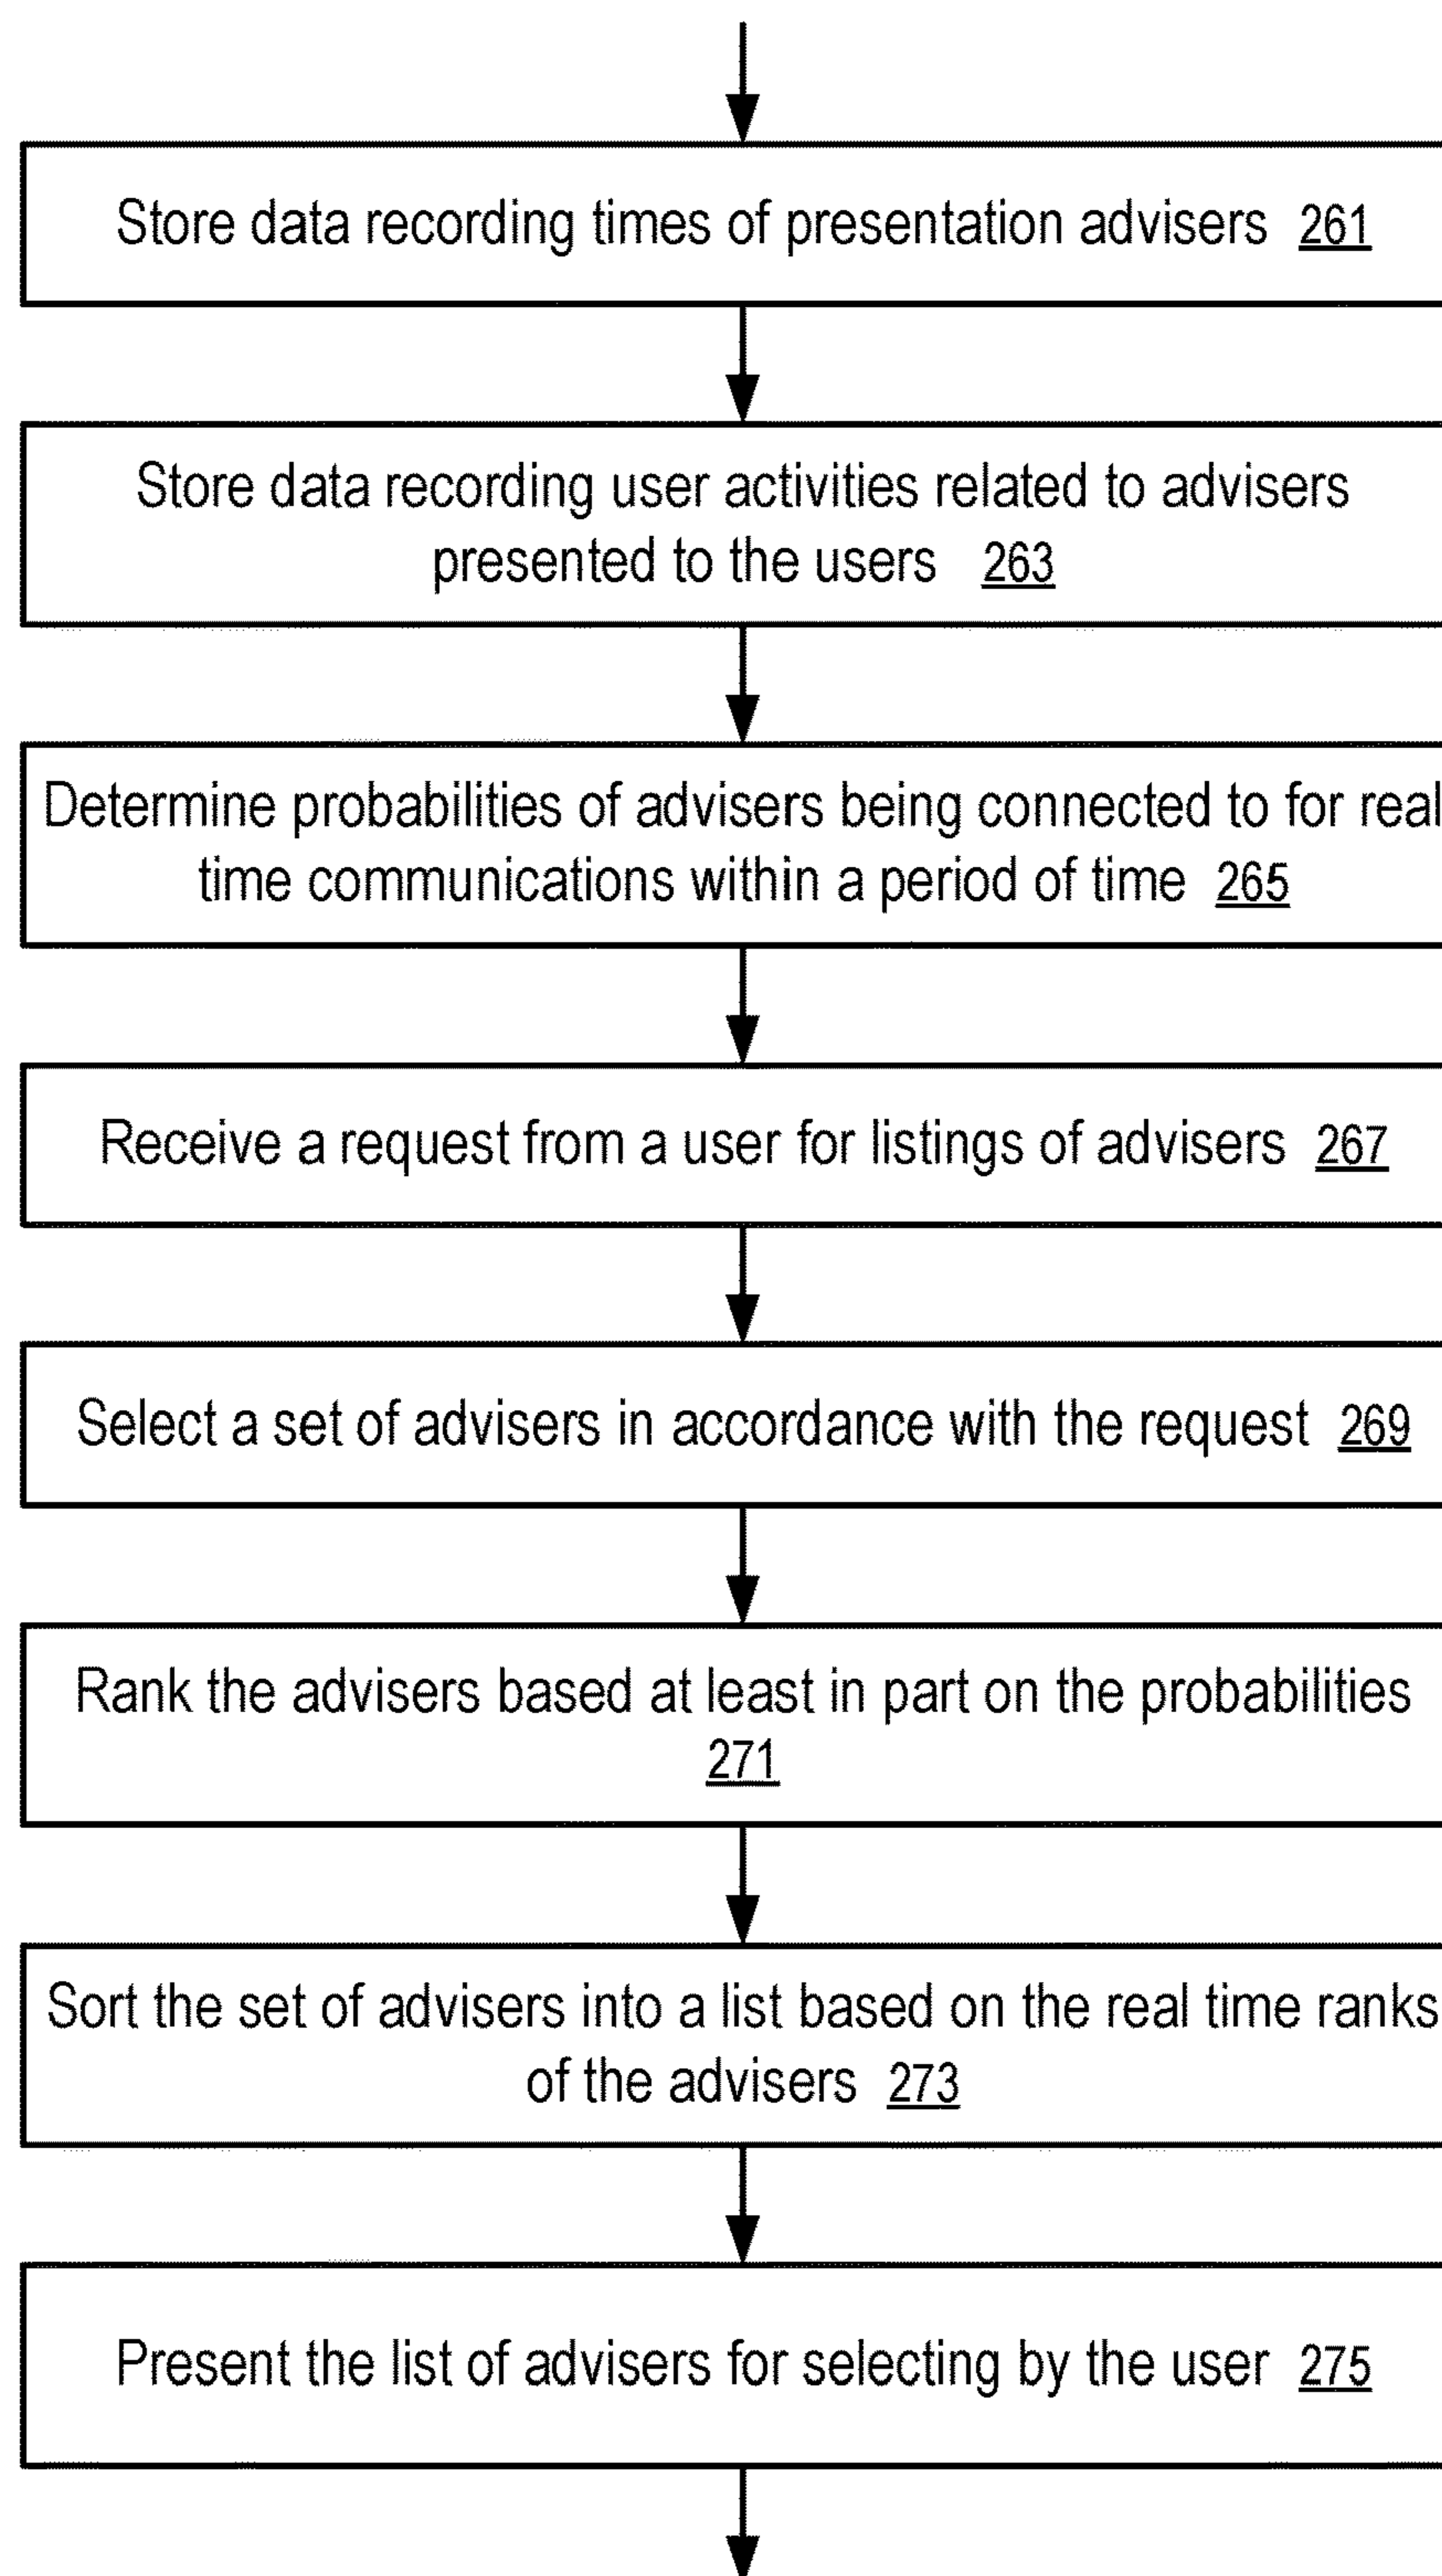 Store data recording times of presentation advisers 261
Store data recording user activities related to advisers
presented to the users 263
Determine probabilities of advisers being connected to for real
time communications within a period of time 265
Receive a request from a user for listings of advisers 267
Select a set of advisers in accordance with the request 269
Rank the advisers based at least in part on the probabilities
271
Sort the set of advisers into a list based on the real time ranks
of the advisers 273
Present the list of advisers for selecting by the user 275